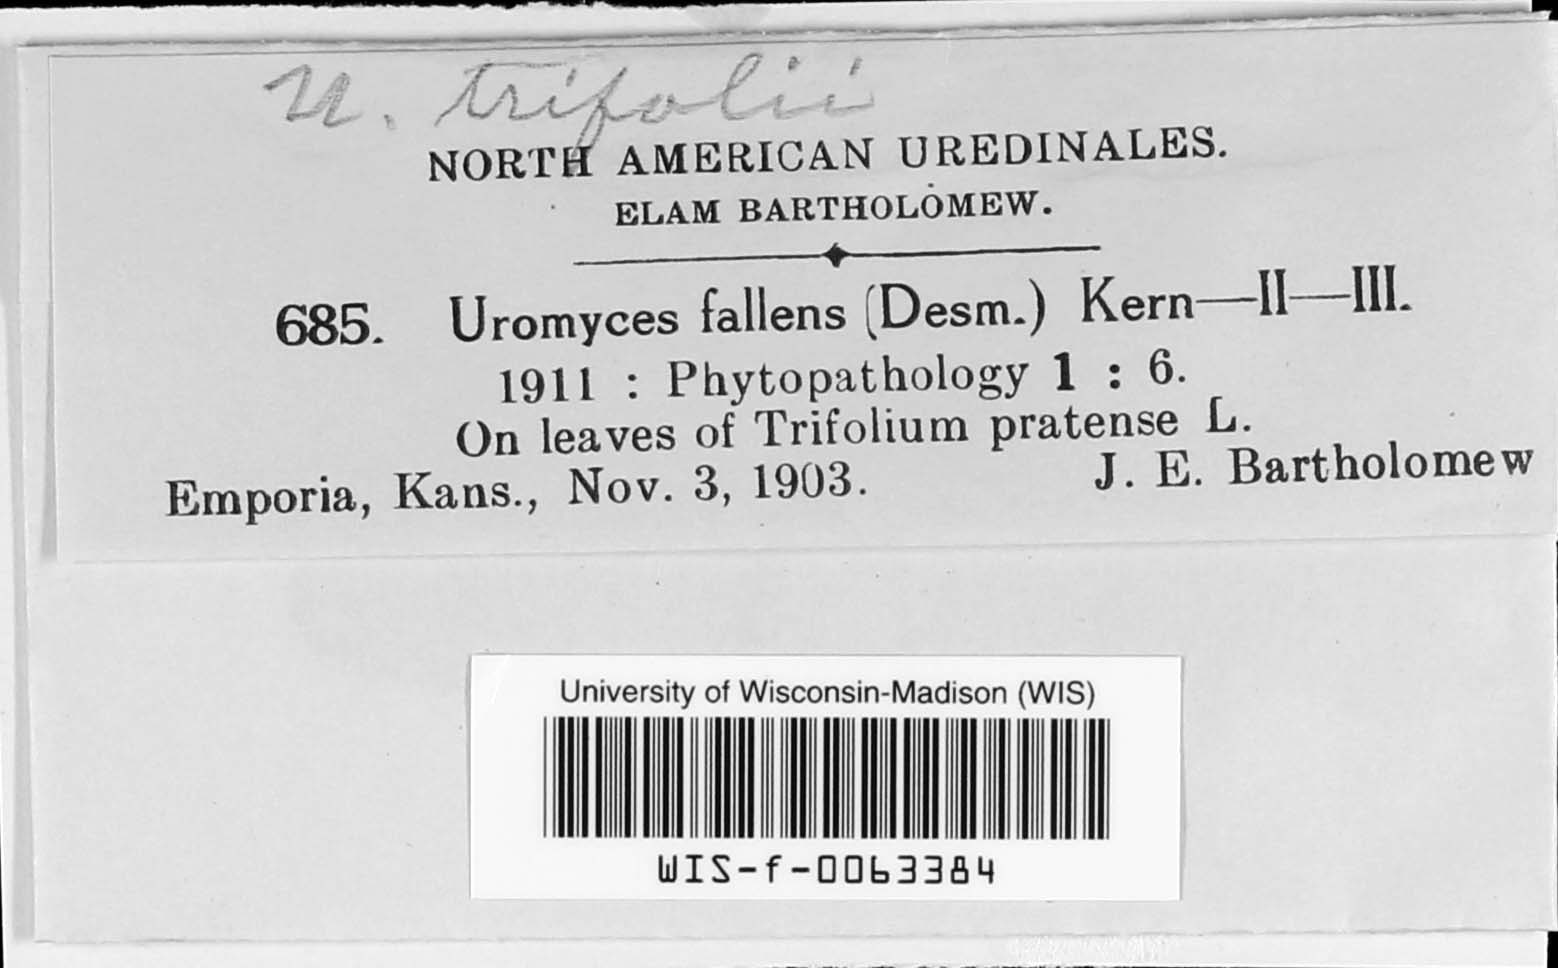 U. trifolii
NORTH AMERICAN UREDINALES.
ELAM BARTHOLOMEW.
685. Uromyces fallens (Desm.) Kern—II—III.
1911 : Phytopathology 1 : 6.
On leaves of Trifolium pratense L.
Emporia, Kans., Nov. 3, 1903. J. E. Bartholomew
University of Wisconsin-Madison (WIS)
WIS-f-0063384